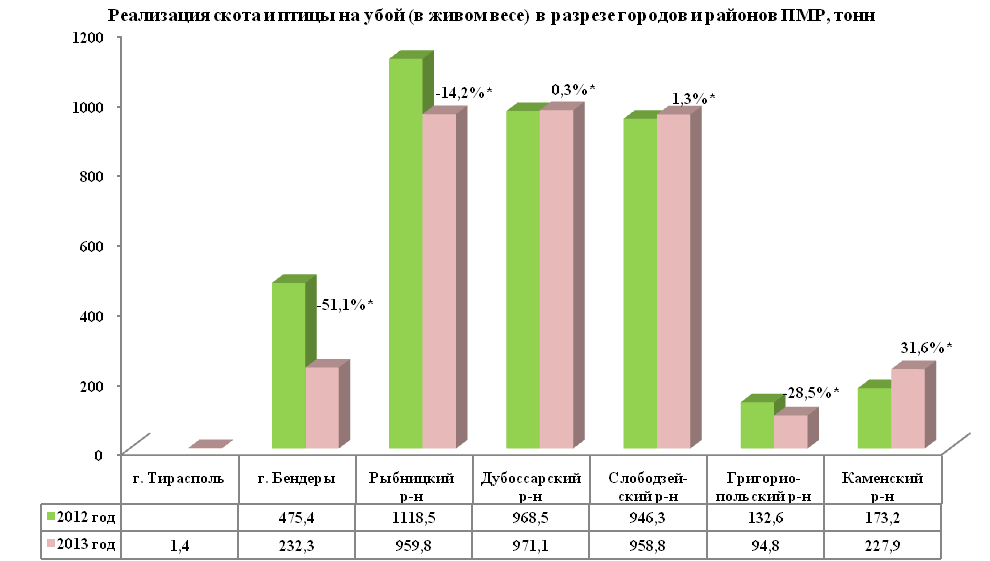 Реализация скота и птицы на убой (в живом весе) в разрезе городов и районов ПМР, тонн
1200
1000
800
600
400
200
0
-51,1%*
-14,2%*
0,3%*
1,3%*
-28,5%*
31,6%*
г. Тирасполь г. Бендеры Рыбницкий Дубоссарский Слободзей- Григорио- Каменский
р-н р-н ский р-н польский р-н р-н
2012 год 475,4 1118,5 968,5 946,3 132,6 173,2
2013 год 1,4 232,3 959,8 971,1 958,8 94,8 227,9